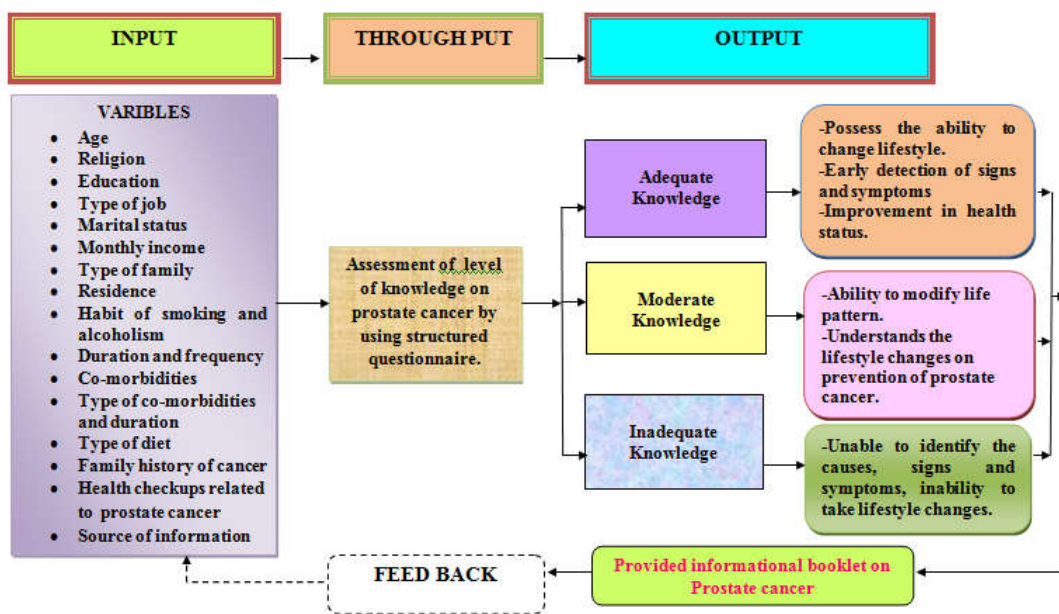 INPUT
THROUGH PUT
OUTPUT
VARIBLES
• Age
• Religion
• Education
• Type of job
• Marital status
• Monthly income
• Type of family
• Residence
• Habit of smoking and
alcoholism
• Duration and frequency
• Co-morbidities
• Type of co-morbidities
and duration
• Type of diet
• Family history of cancer
• Health checkups related
to prostate cancer
• Source of information
Assessment of level
of knowledge on
prostate cancer by
using structured
questionnaire.
Adequate
Knowledge
-Possess the ability to
change lifestyle.
-Early detection of signs
and symptoms
-Improvement in health
status.
Moderate
Knowledge
-Ability to modify life
pattern.
-Understands the
lifestyle changes on
prevention of prostate
cancer.
Inadequate
Knowledge
-Unable to identify the
causes, signs and
symptoms, inability to
take lifestyle changes.
FEED BACK
Provided informational booklet on
Prostate cancer